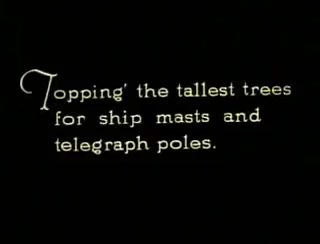 Topping' the tallest trees
for ship masts and
telegraph poles.